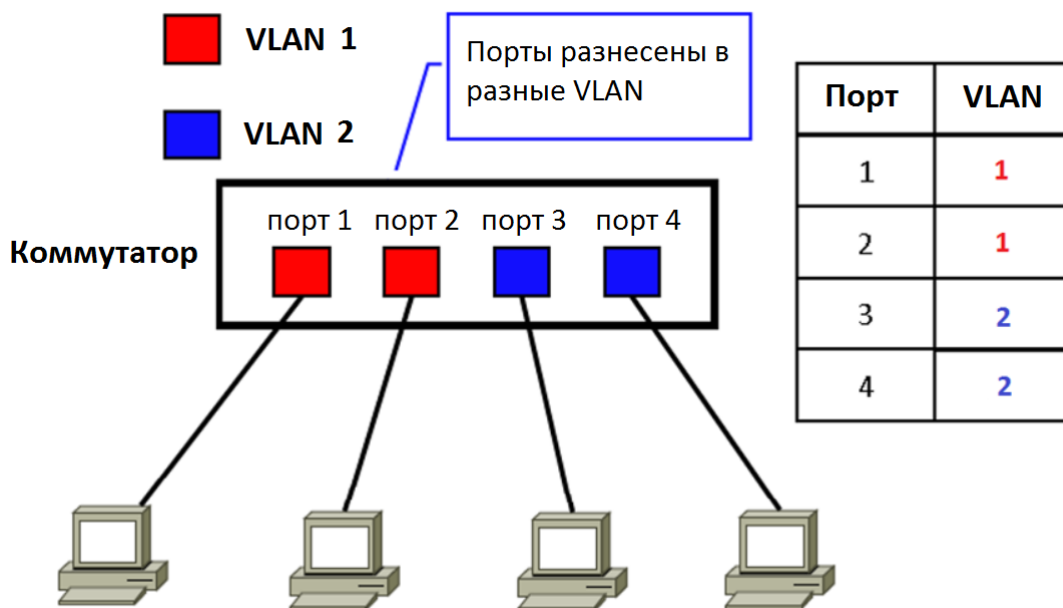 VLAN 1
VLAN 2
Порты разнесены в
разные VLAN
Коммутатор
порт 1 порт 2 порт 3 порт 4
Порт VLAN
1 1
2 1
3 2
4 2